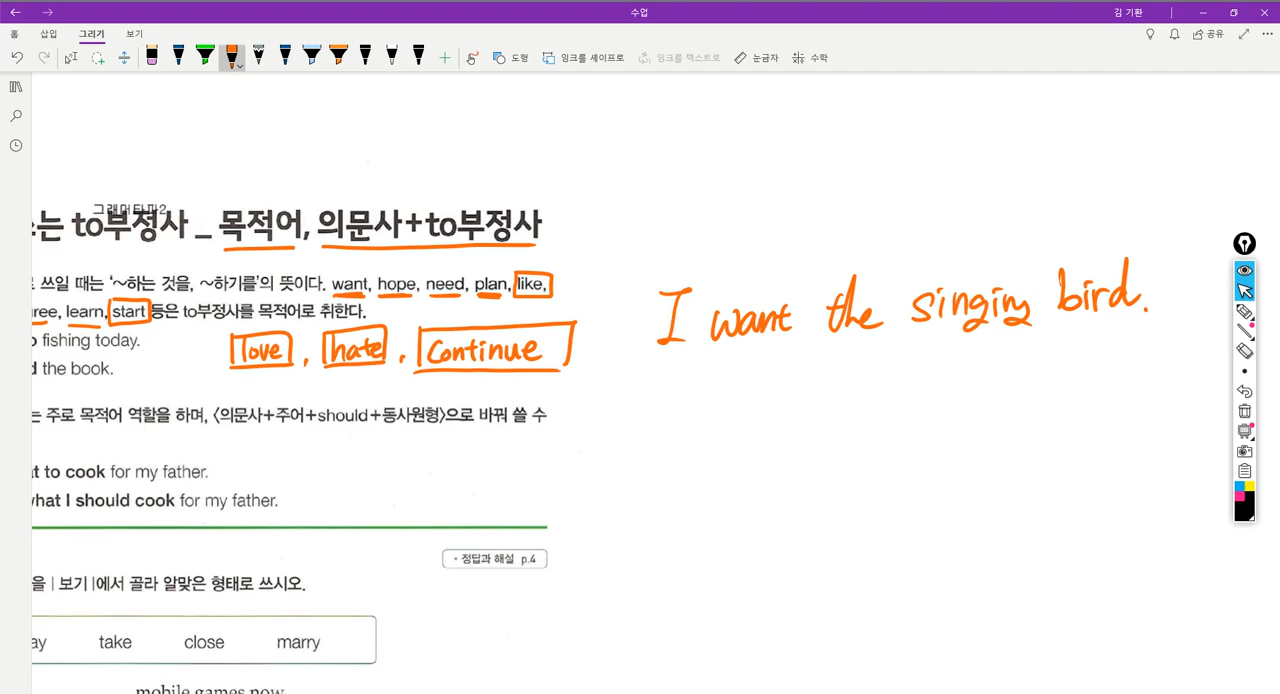 수업
김 기환
홈 삽입 그리기 보기
공유
도형 잉크를 셰이프로 잉크를 텍스트로 눈금자 수학
그래머타파2
는 to부정사 _ 목적어, 의문사+to부정사
쓰일 때는 '~하는 것을, ~하기를'의 뜻이다. want, hope, need, plan, like,
ree, learn, start 등은 to부정사를 목적어로 취한다.
fishing today.
love, hate, Continue
the book.
I want the singing bird.
는 주로 목적어 역할을 하며, 〈의문사+주어+should+동사원형〉으로 바꿔 쓸 수
at to cook for my father.
what I should cook for my father.
• 정답과 해설 p.4
을 | 보기 |에서 골라 알맞은 형태로 쓰시오.
ay take close marry
mobile games now